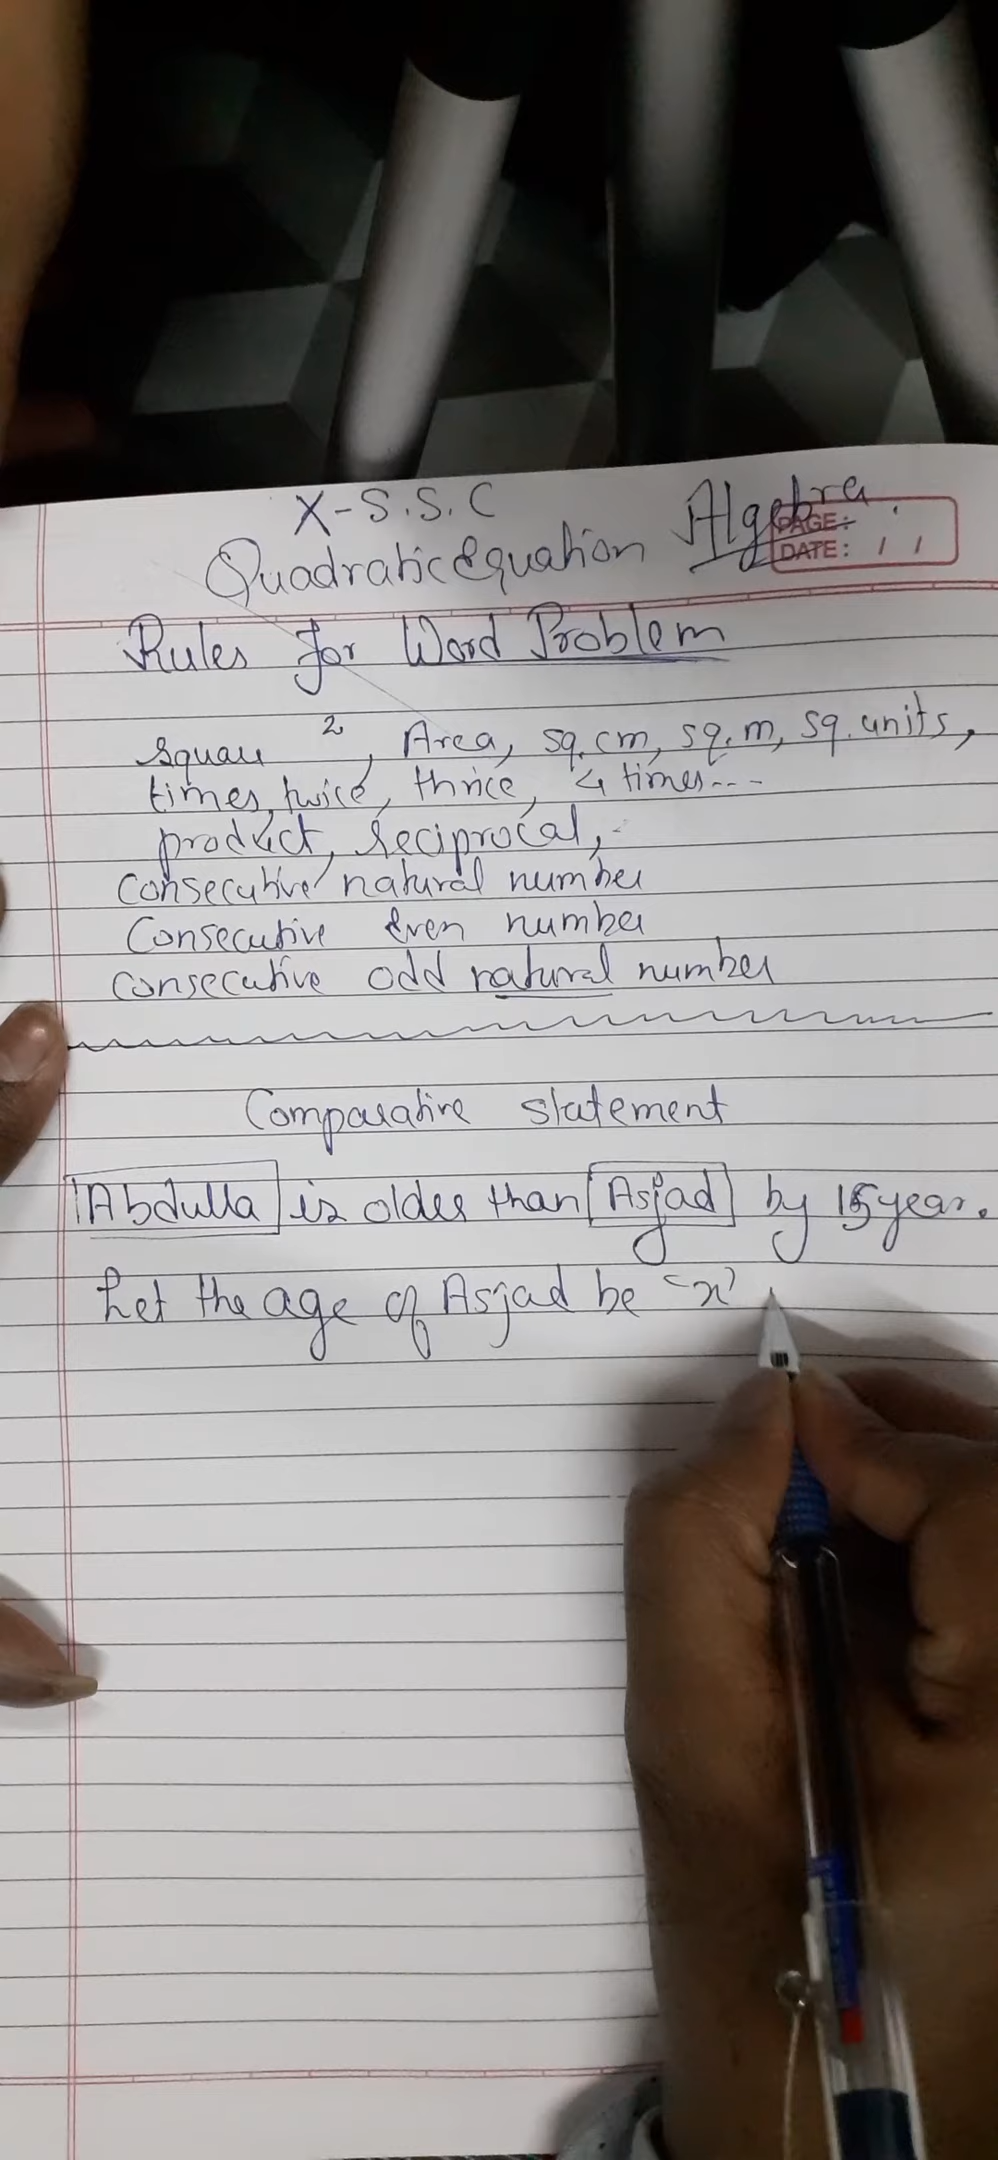 X-S.S.C
Algebra
PAGE:
DATE: / /
Quadratic Equation
Rules for Word Problem
Square ², Area, sq.cm, sq.m, sq.units,
times, twice, thrice, 4 times---
product, Reciprocal,
Consecutive natural number
Consecutive Even number
consecutive odd natural number
Comparative statement
Abdulla is older than Asjad by 15 year.
Let the age of Asjad be 'x'